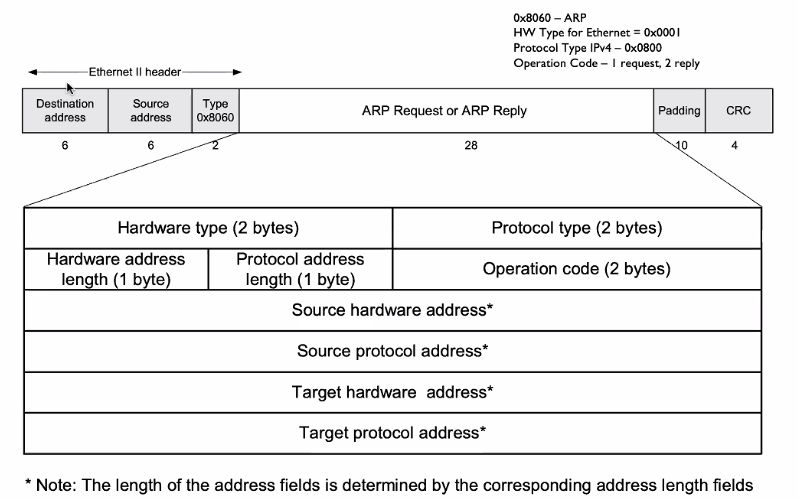 0x8060 – ARP
HW Type for Ethernet = 0x0001
Protocol Type IPv4 – 0x0800
Operation Code – 1 request, 2 reply
Ethernet II header
Destination
address
Source
address
Type
0x8060
ARP Request or ARP Reply
Padding
CRC
6
6
2
28
10
4
Hardware type (2 bytes)
Protocol type (2 bytes)
Hardware address
length (1 byte)
Protocol address
length (1 byte)
Operation code (2 bytes)
Source hardware address*
Source protocol address*
Target hardware address*
Target protocol address*
* Note: The length of the address fields is determined by the corresponding address length fields